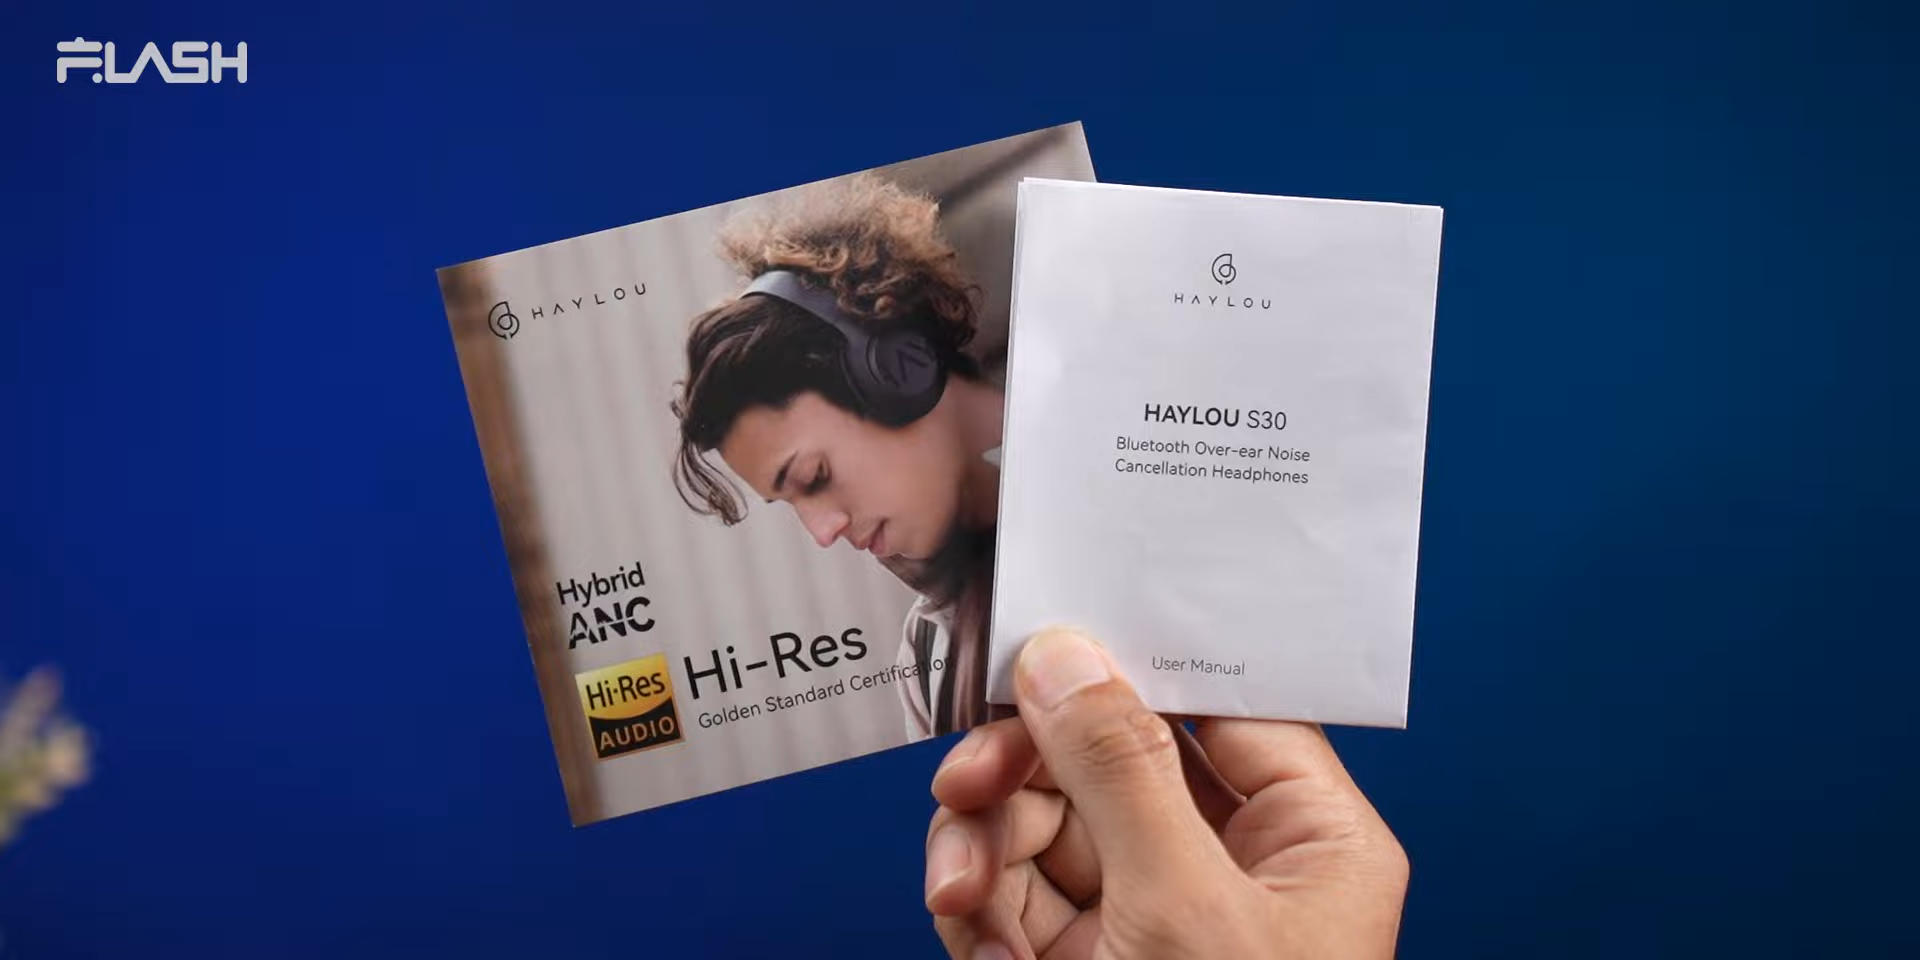 FLASH
HAYLOU
Hybrid
ANC
Hi-Res
AUDIO
Hi-Res
Golden Standard Certification
HAYLOU
HAYLOU S30
Bluetooth Over-ear Noise
Cancellation Headphones
User Manual